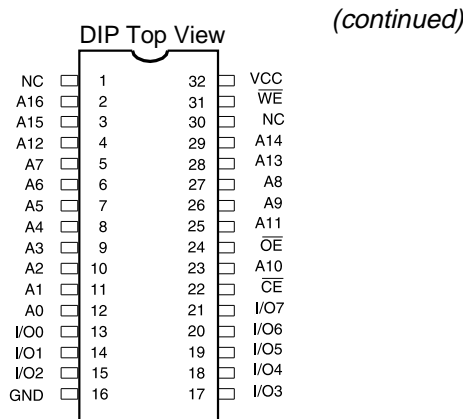 (continued)
DIP Top View
NC 1 32 VCC
A16 2 31 W̅E̅
A15 3 30 NC
A12 4 29 A14
A7 5 28 A13
A6 6 27 A8
A5 7 26 A9
A4 8 25 A11
A3 9 24 O̅E̅
A2 10 23 A10
A1 11 22 C̅E̅
A0 12 21 I/O7
I/O0 13 20 I/O6
I/O1 14 19 I/O5
I/O2 15 18 I/O4
GND 16 17 I/O3